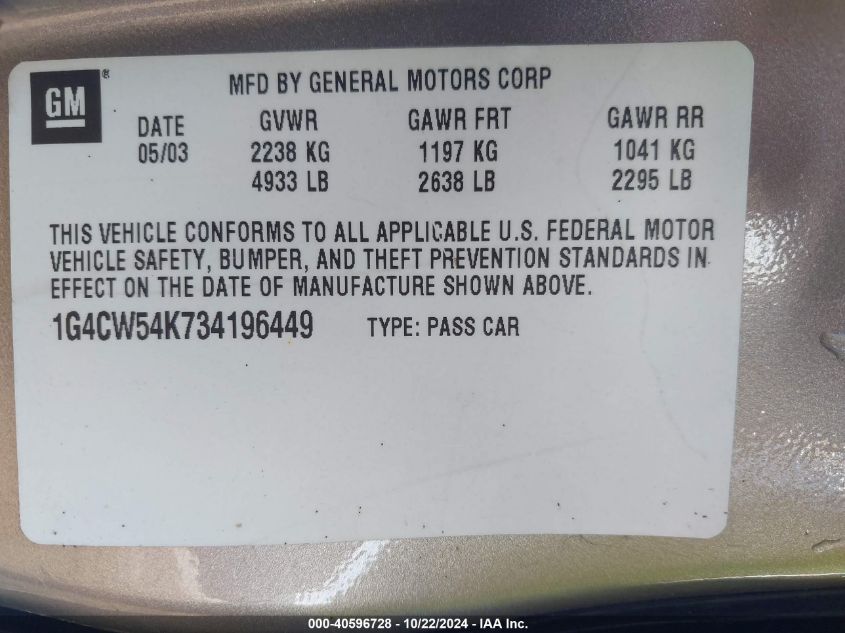 GM ®
MFD BY GENERAL MOTORS CORP
DATE GVWR GAWR FRT GAWR RR
05/03 2238 KG 1197 KG 1041 KG
4933 LB 2638 LB 2295 LB
THIS VEHICLE CONFORMS TO ALL APPLICABLE U.S. FEDERAL MOTOR
VEHICLE SAFETY, BUMPER, AND THEFT PREVENTION STANDARDS IN
EFFECT ON THE DATE OF MANUFACTURE SHOWN ABOVE.
1G4CW54K734196449 TYPE: PASS CAR
000-40596728 - 10/22/2024 - IAA Inc.